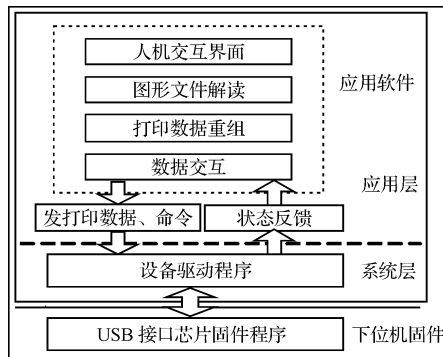 人机交互界面
图形文件解读
应用软件
打印数据重组
数据交互
应用层
发打印数据、命令
状态反馈
设备驱动程序
系统层
USB 接口芯片固件程序
下位机固件